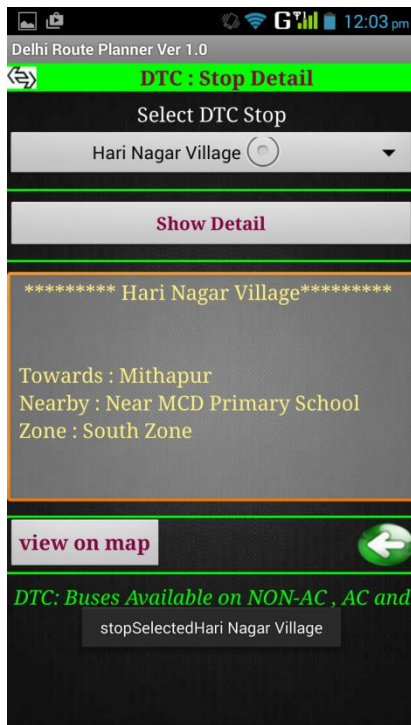 G 12:03 pm
Delhi Route Planner Ver 1.0
DTC : Stop Detail
Select DTC Stop
Hari Nagar Village
Show Detail
********* Hari Nagar Village*********
Towards : Mithapur
Nearby : Near MCD Primary School
Zone : South Zone
view on map
DTC: Buses Available on NON-AC , AC and
stopSelectedHari Nagar Village